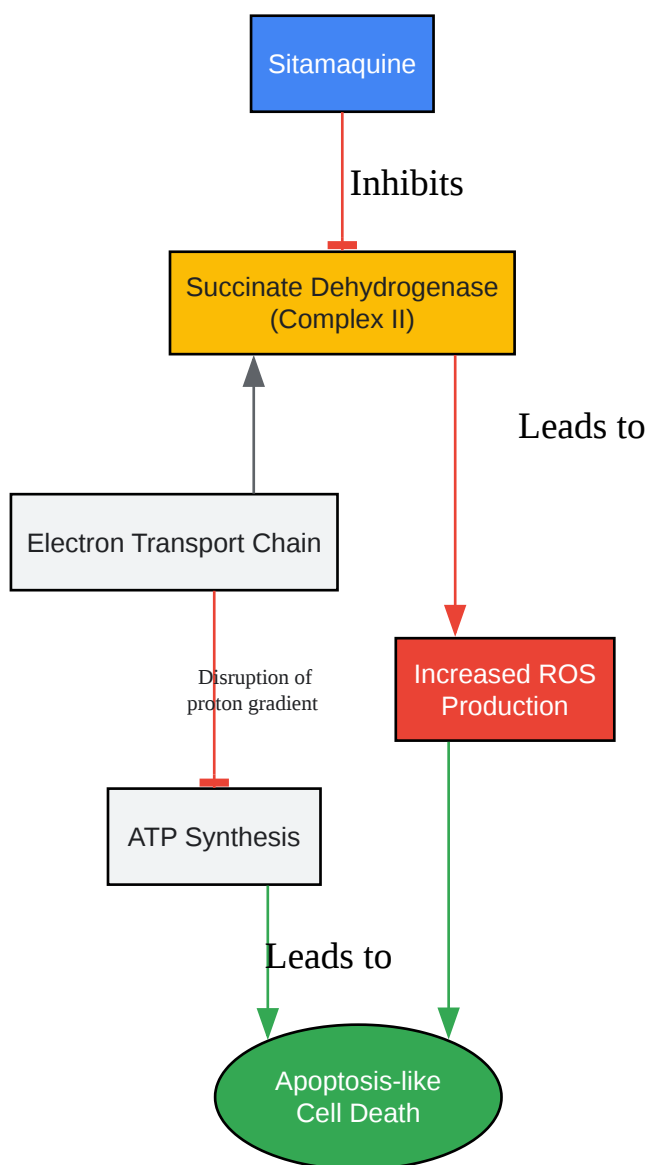 Sitamaquine
Inhibits
Succinate Dehydrogenase
(Complex II)
Leads to
Electron Transport Chain
Disruption of
proton gradient
Increased ROS
Production
ATP Synthesis
Leads to
Apoptosis-like
Cell Death